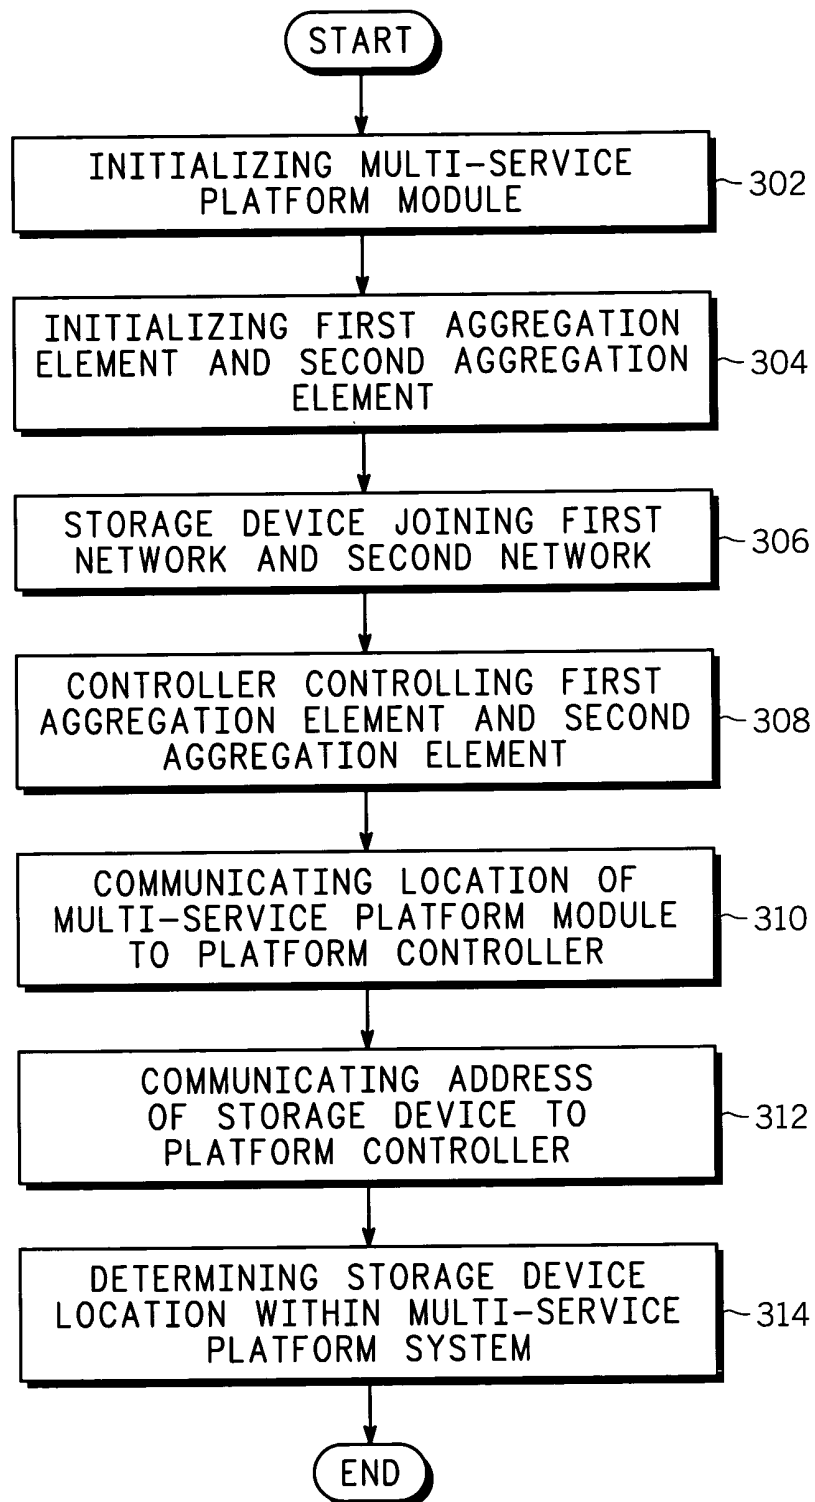 START
INITIALIZING MULTI-SERVICE
PLATFORM MODULE
302
INITIALIZING FIRST AGGREGATION
ELEMENT AND SECOND AGGREGATION
ELEMENT
304
STORAGE DEVICE JOINING FIRST
NETWORK AND SECOND NETWORK
306
CONTROLLER CONTROLLING FIRST
AGGREGATION ELEMENT AND SECOND
AGGREGATION ELEMENT
308
COMMUNICATING LOCATION OF
MULTI-SERVICE PLATFORM MODULE
TO PLATFORM CONTROLLER
310
COMMUNICATING ADDRESS
OF STORAGE DEVICE TO
PLATFORM CONTROLLER
312
DETERMINING STORAGE DEVICE
LOCATION WITHIN MULTI-SERVICE
PLATFORM SYSTEM
314
END